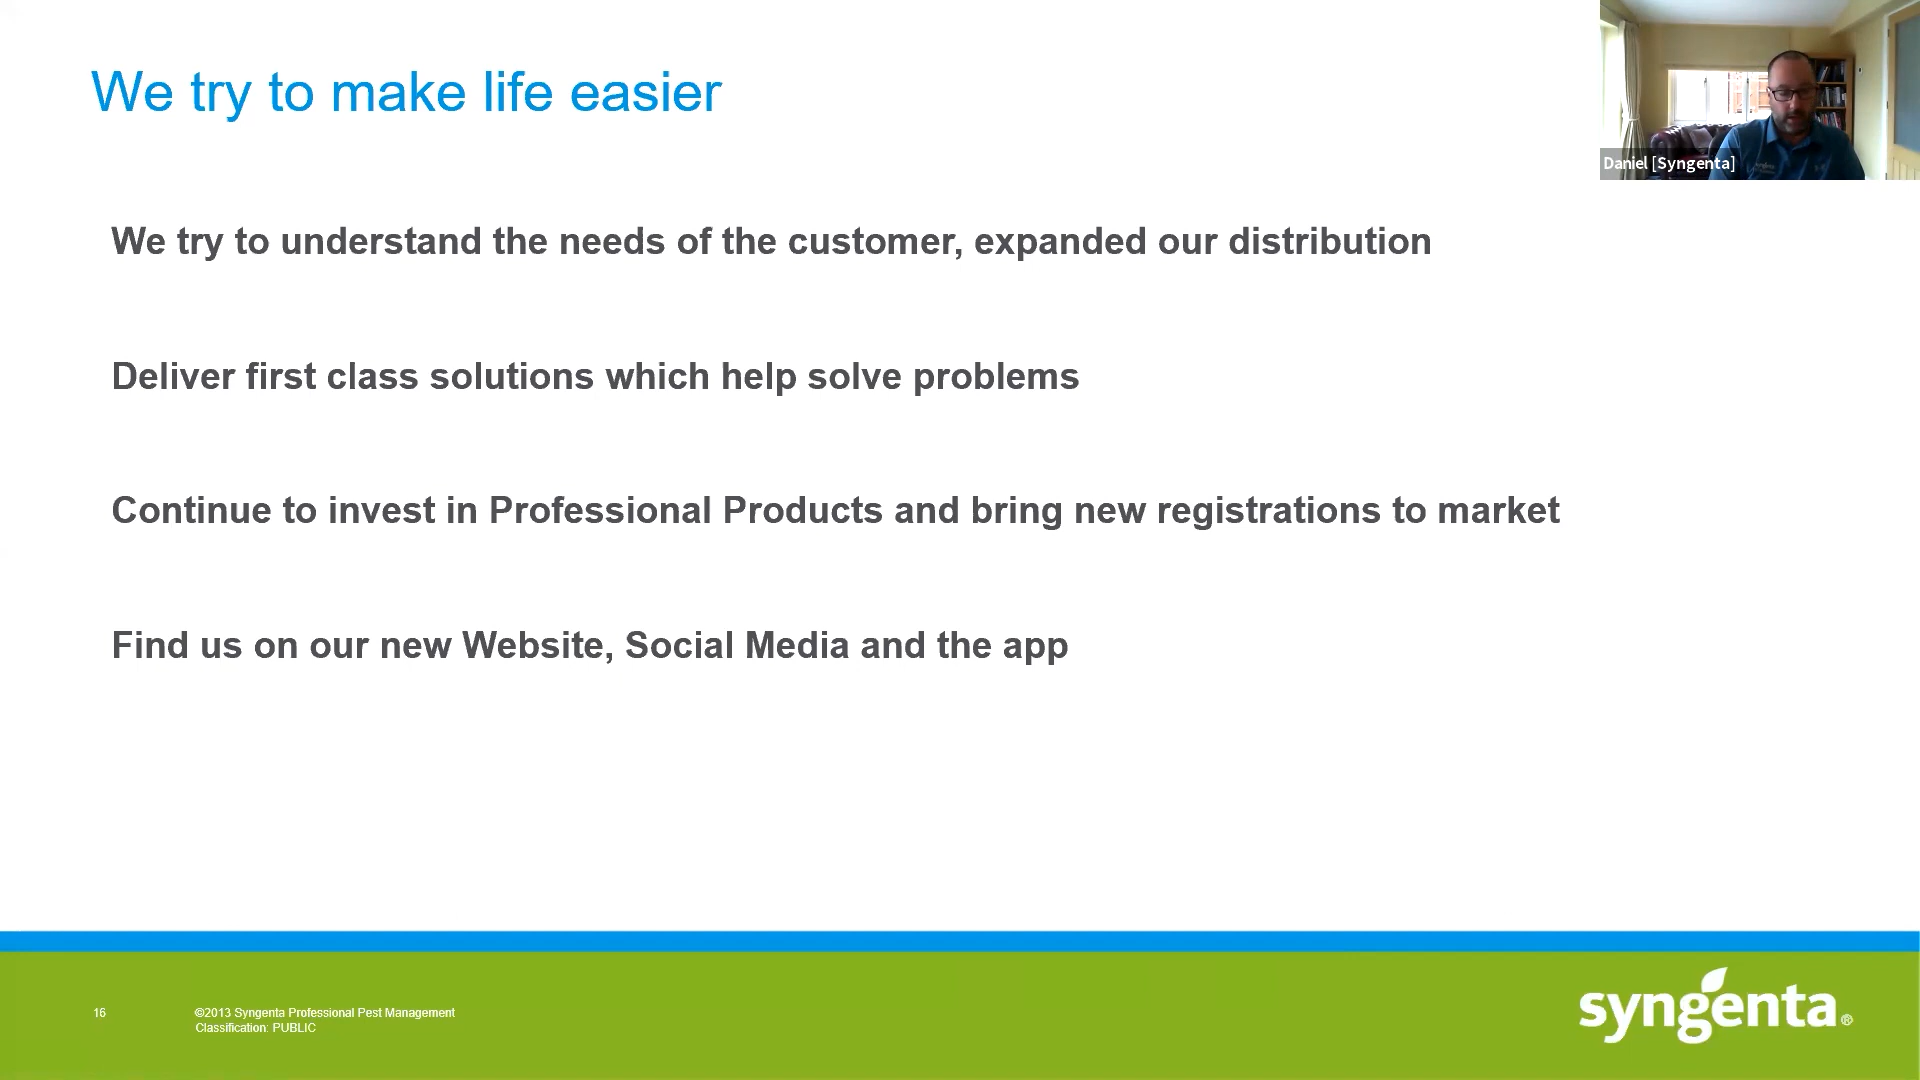 We try to make life easier
Daniel [Syngenta]
We try to understand the needs of the customer, expanded our distribution
Deliver first class solutions which help solve problems
Continue to invest in Professional Products and bring new registrations to market
Find us on our new Website, Social Media and the app
16
©2013 Syngenta Professional Pest Management
Classification: PUBLIC
syngenta®